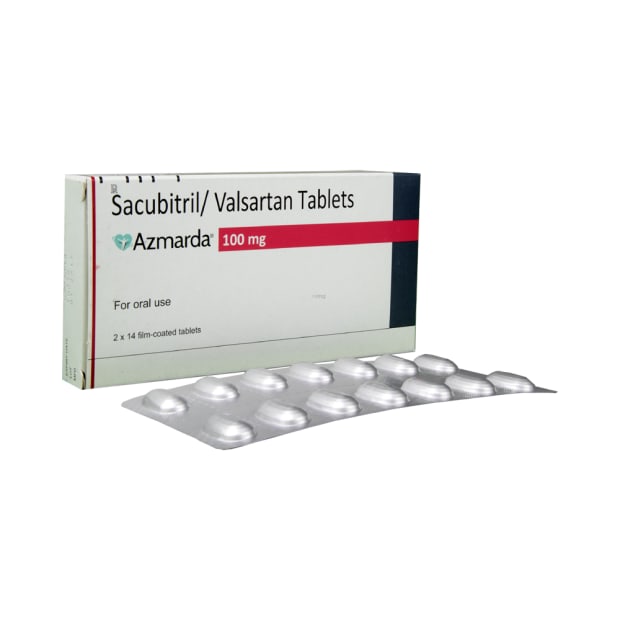 Sacubitril/ Valsartan Tablets
Azmarda® 100 mg
For oral use
2 x 14 film-coated tablets